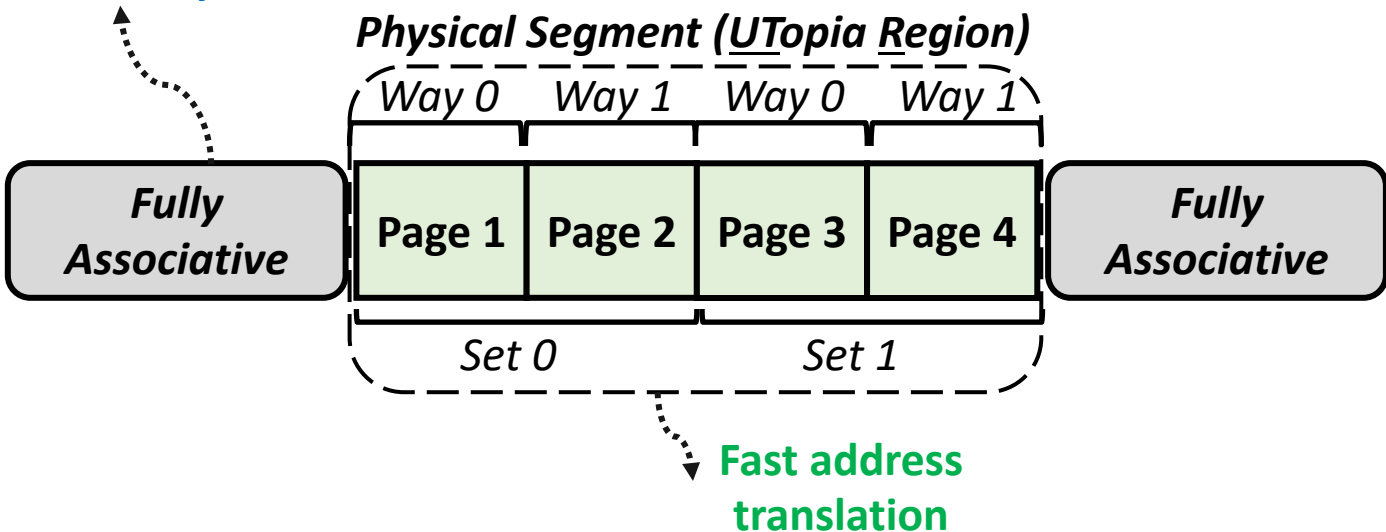 Physical Segment (UTopia Region)
Way 0 Way 1 Way 0 Way 1
Fully
Associative
Page 1 Page 2 Page 3 Page 4
Fully
Associative
Set 0 Set 1
Fast address
translation